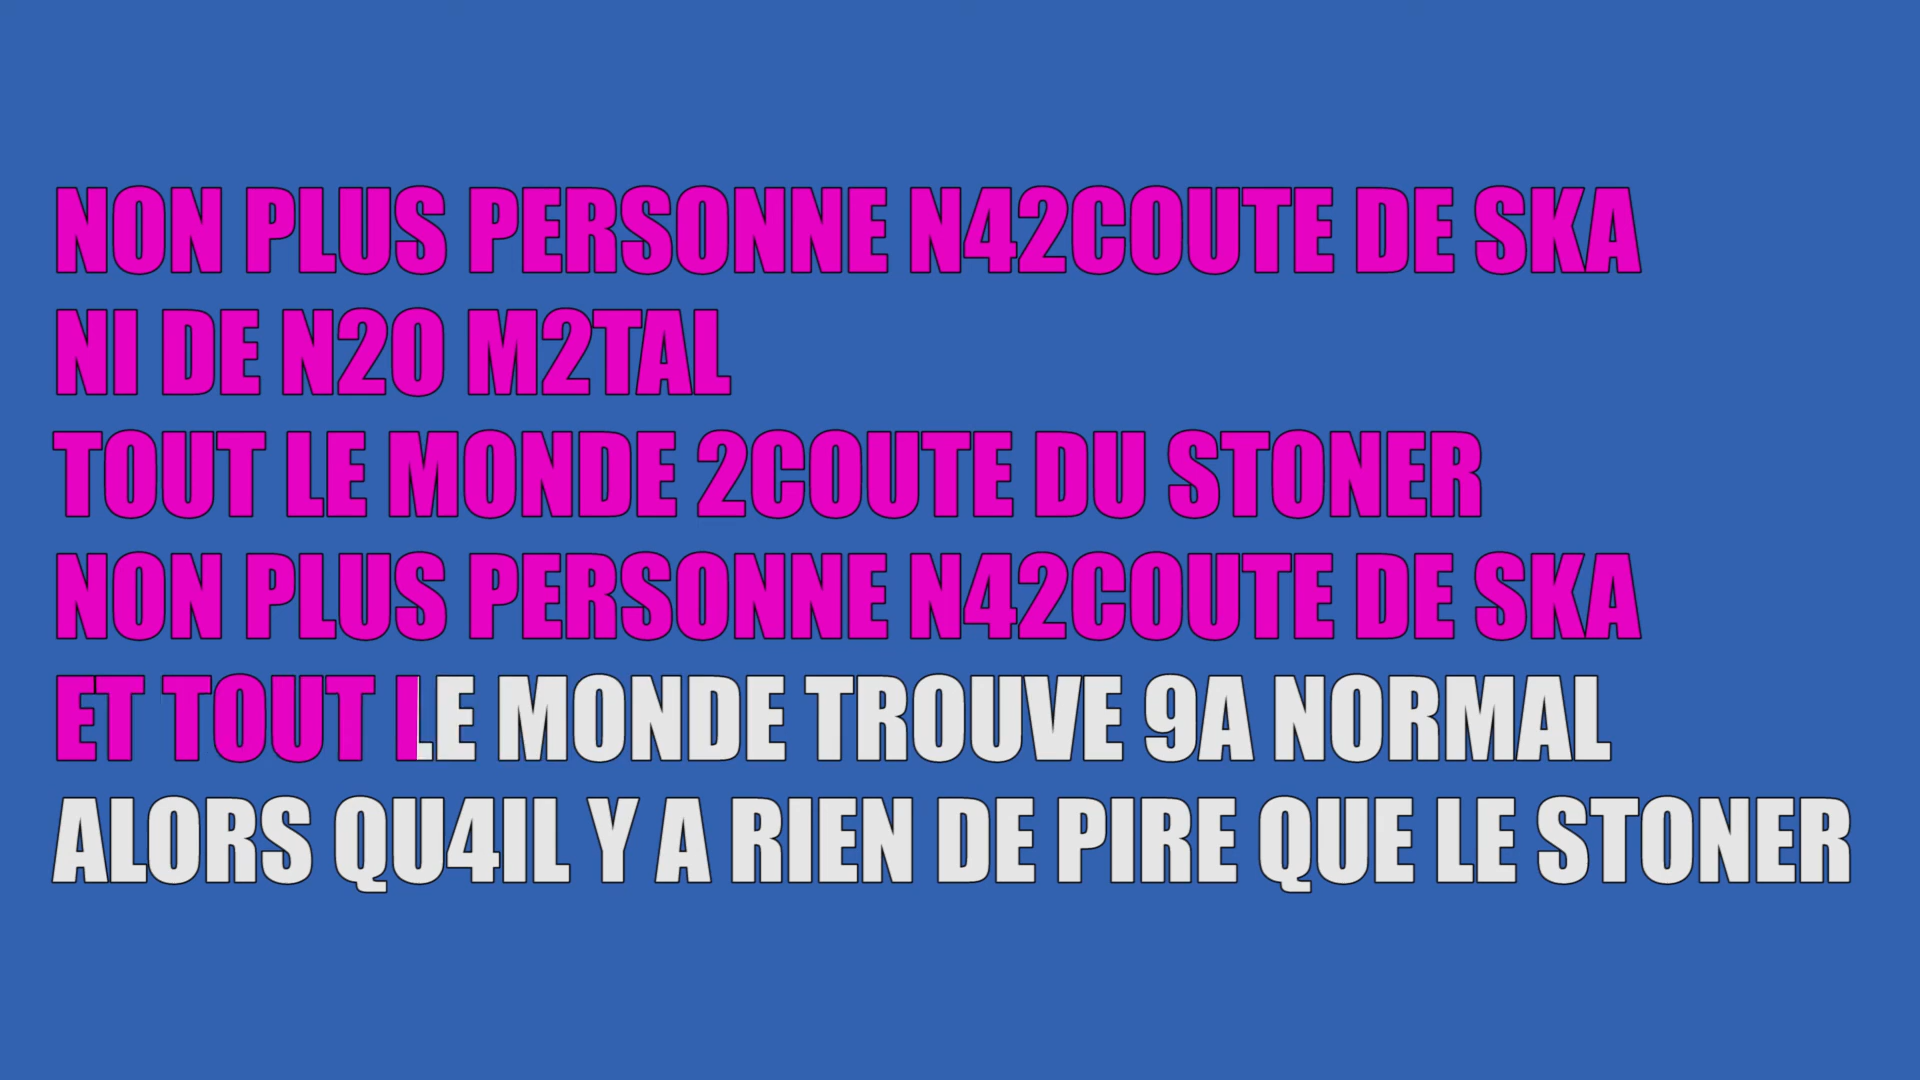 NON PLUS PERSONNE N42COUTE DE SKA
NI DE N2O M2TAL
TOUT LE MONDE 2COUTE DU STONER
NON PLUS PERSONNE N42COUTE DE SKA
ET TOUT LE MONDE TROUVE 9A NORMAL
ALORS QU4IL Y A RIEN DE PIRE QUE LE STONER